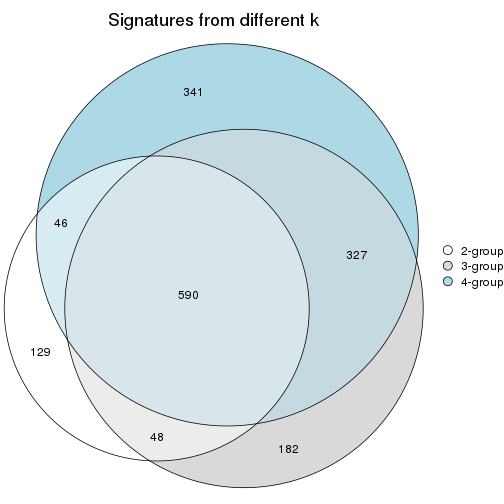 Signatures from different k
341
46
327
590
129
48
182
2-group
3-group
4-group